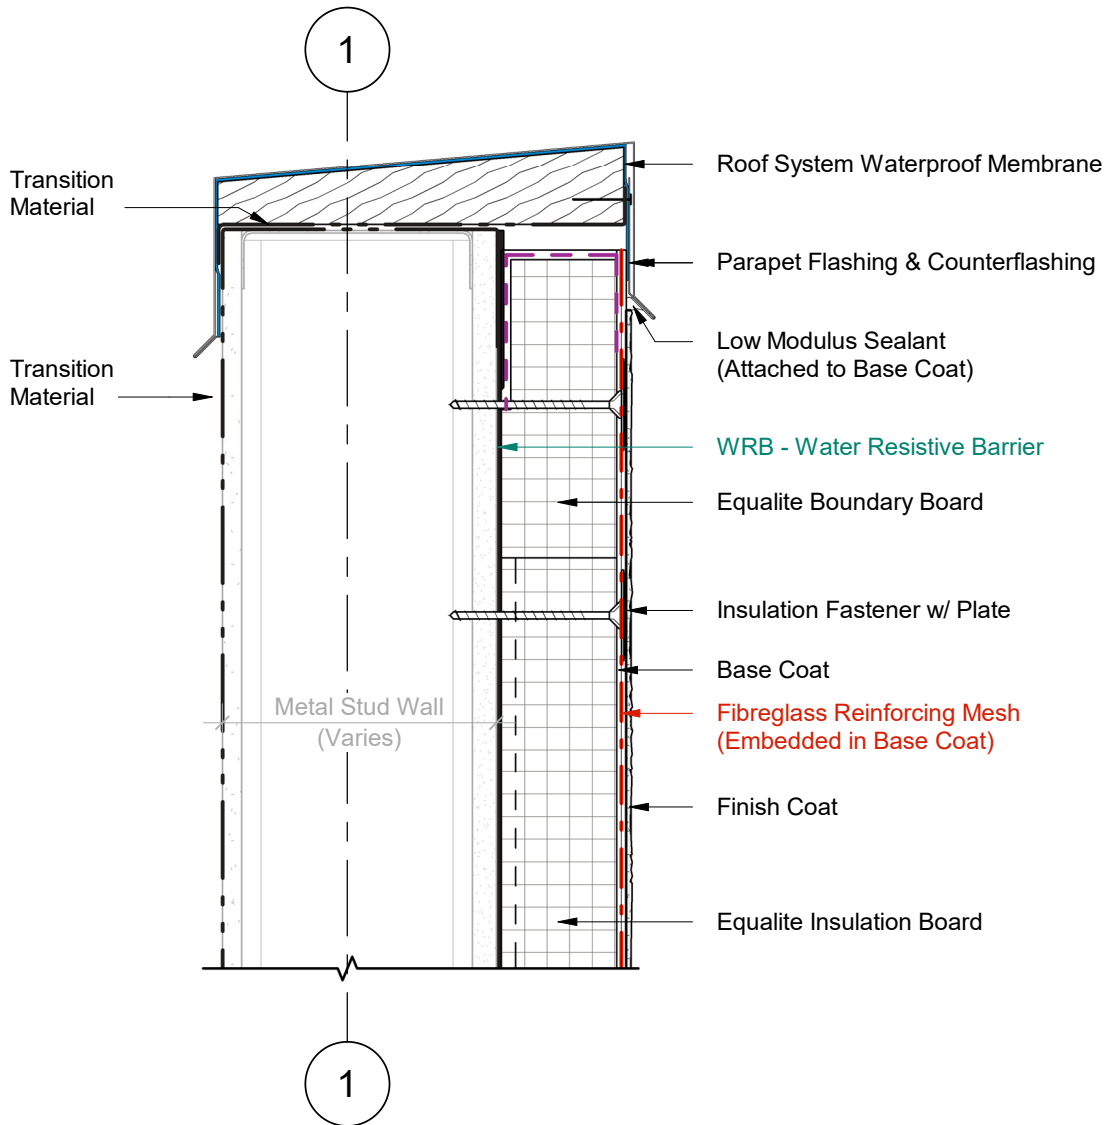 1
Transition
Material
Roof System Waterproof Membrane
Parapet Flashing & Counterflashing
Low Modulus Sealant
(Attached to Base Coat)
Transition
Material
WRB - Water Resistive Barrier
Equalite Boundary Board
Insulation Fastener w/ Plate
Base Coat
Metal Stud Wall
(Varies)
Fibreglass Reinforcing Mesh
(Embedded in Base Coat)
Finish Coat
Equalite Insulation Board
1